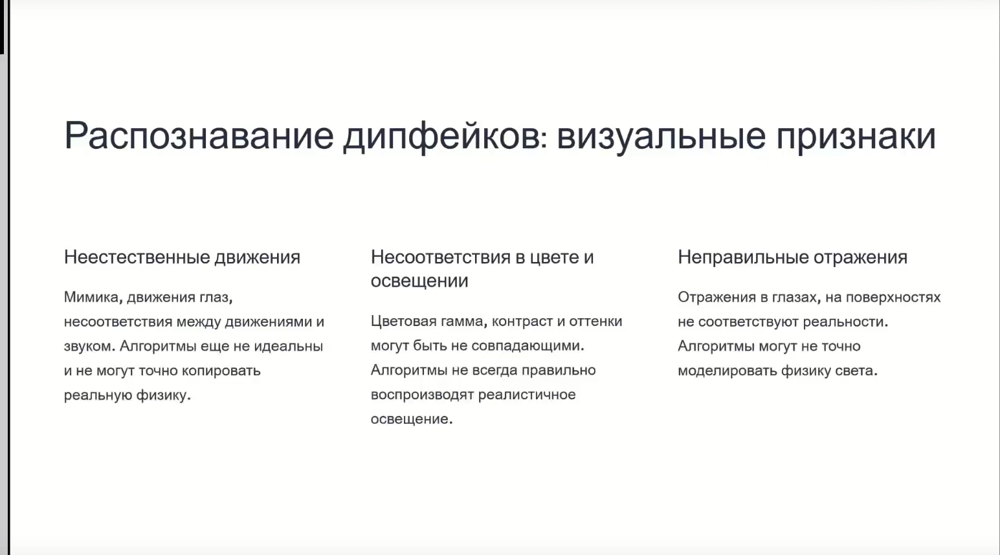 Распознавание дипфейков: визуальные признаки
Неестественные движения
Мимика, движения глаз,
несоответствия между движениями и
звуком. Алгоритмы еще не идеальны
и не могут точно копировать
реальную физику.
Несоответствия в цвете и
освещении
Цветовая гамма, контраст и оттенки
могут быть не совпадающими.
Алгоритмы не всегда правильно
воспроизводят реалистичное
освещение.
Неправильные отражения
Отражения в глазах, на поверхностях
не соответствуют реальности.
Алгоритмы могут не точно
моделировать физику света.